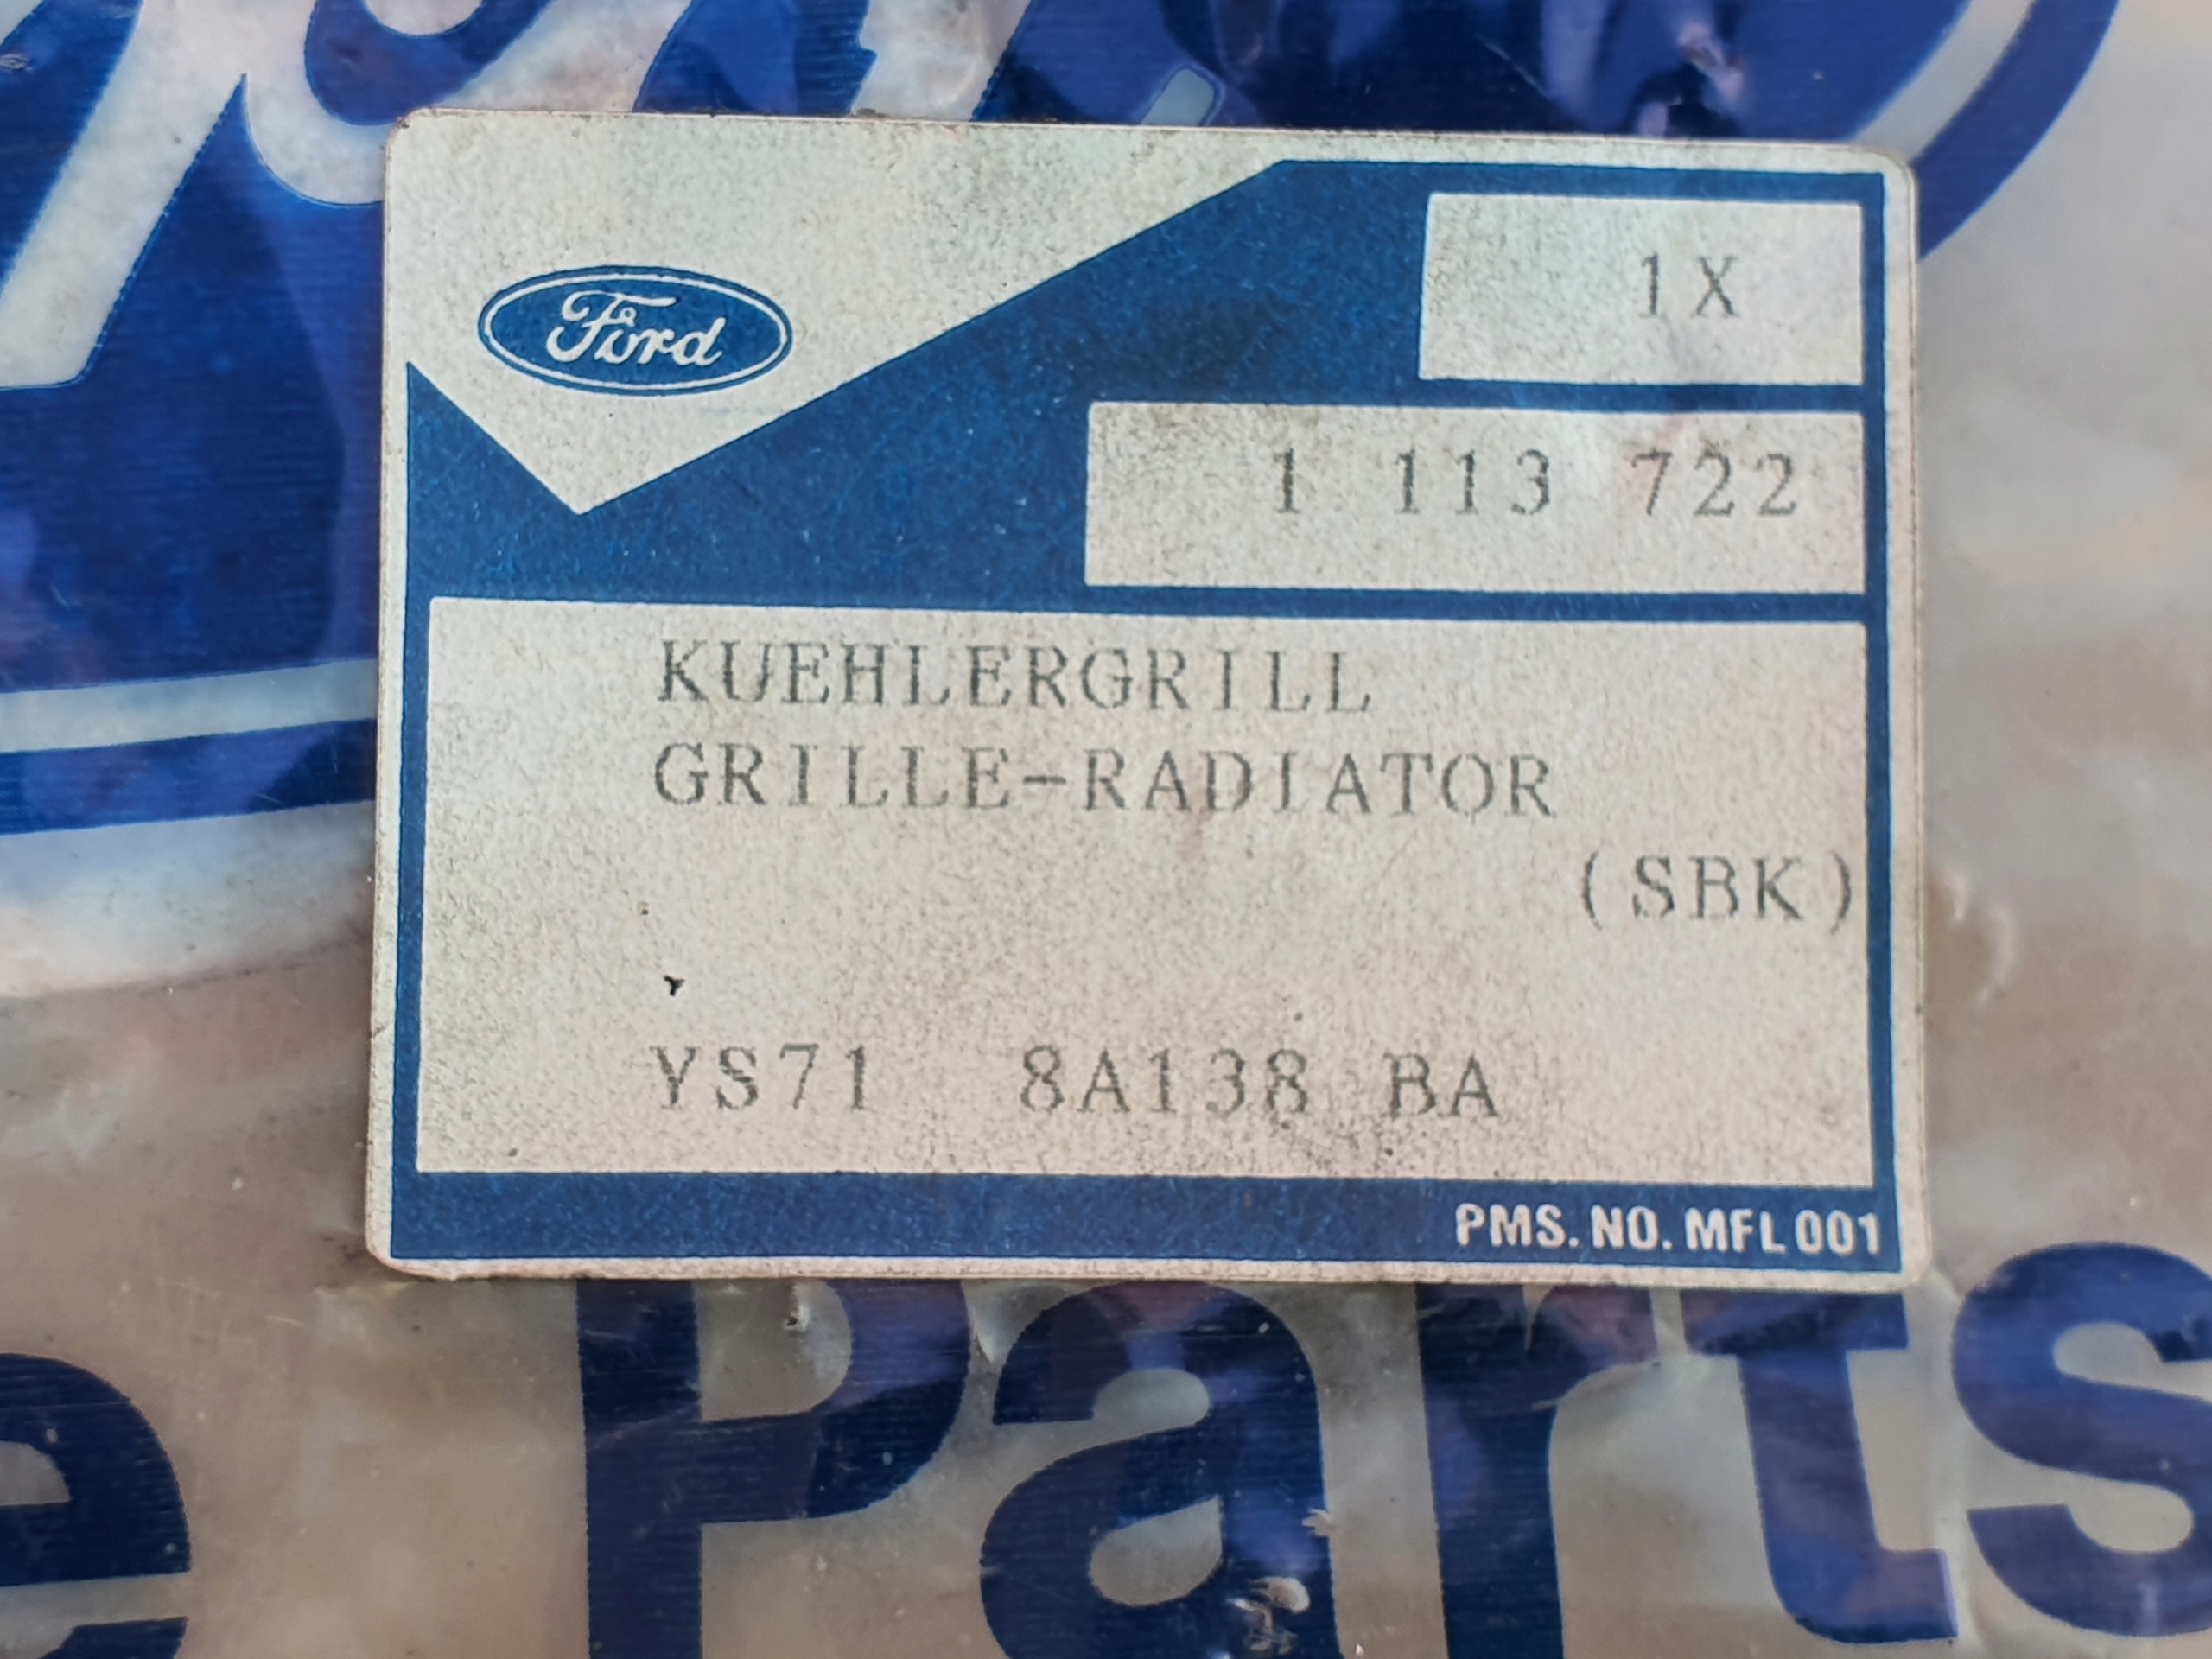 Ford
1X
1 113 722
KUEHLERGRILL
GRILLE-RADIATOR
(SBK)
YS71 8A138 BA
PMS. NO. MFL 001
Parts